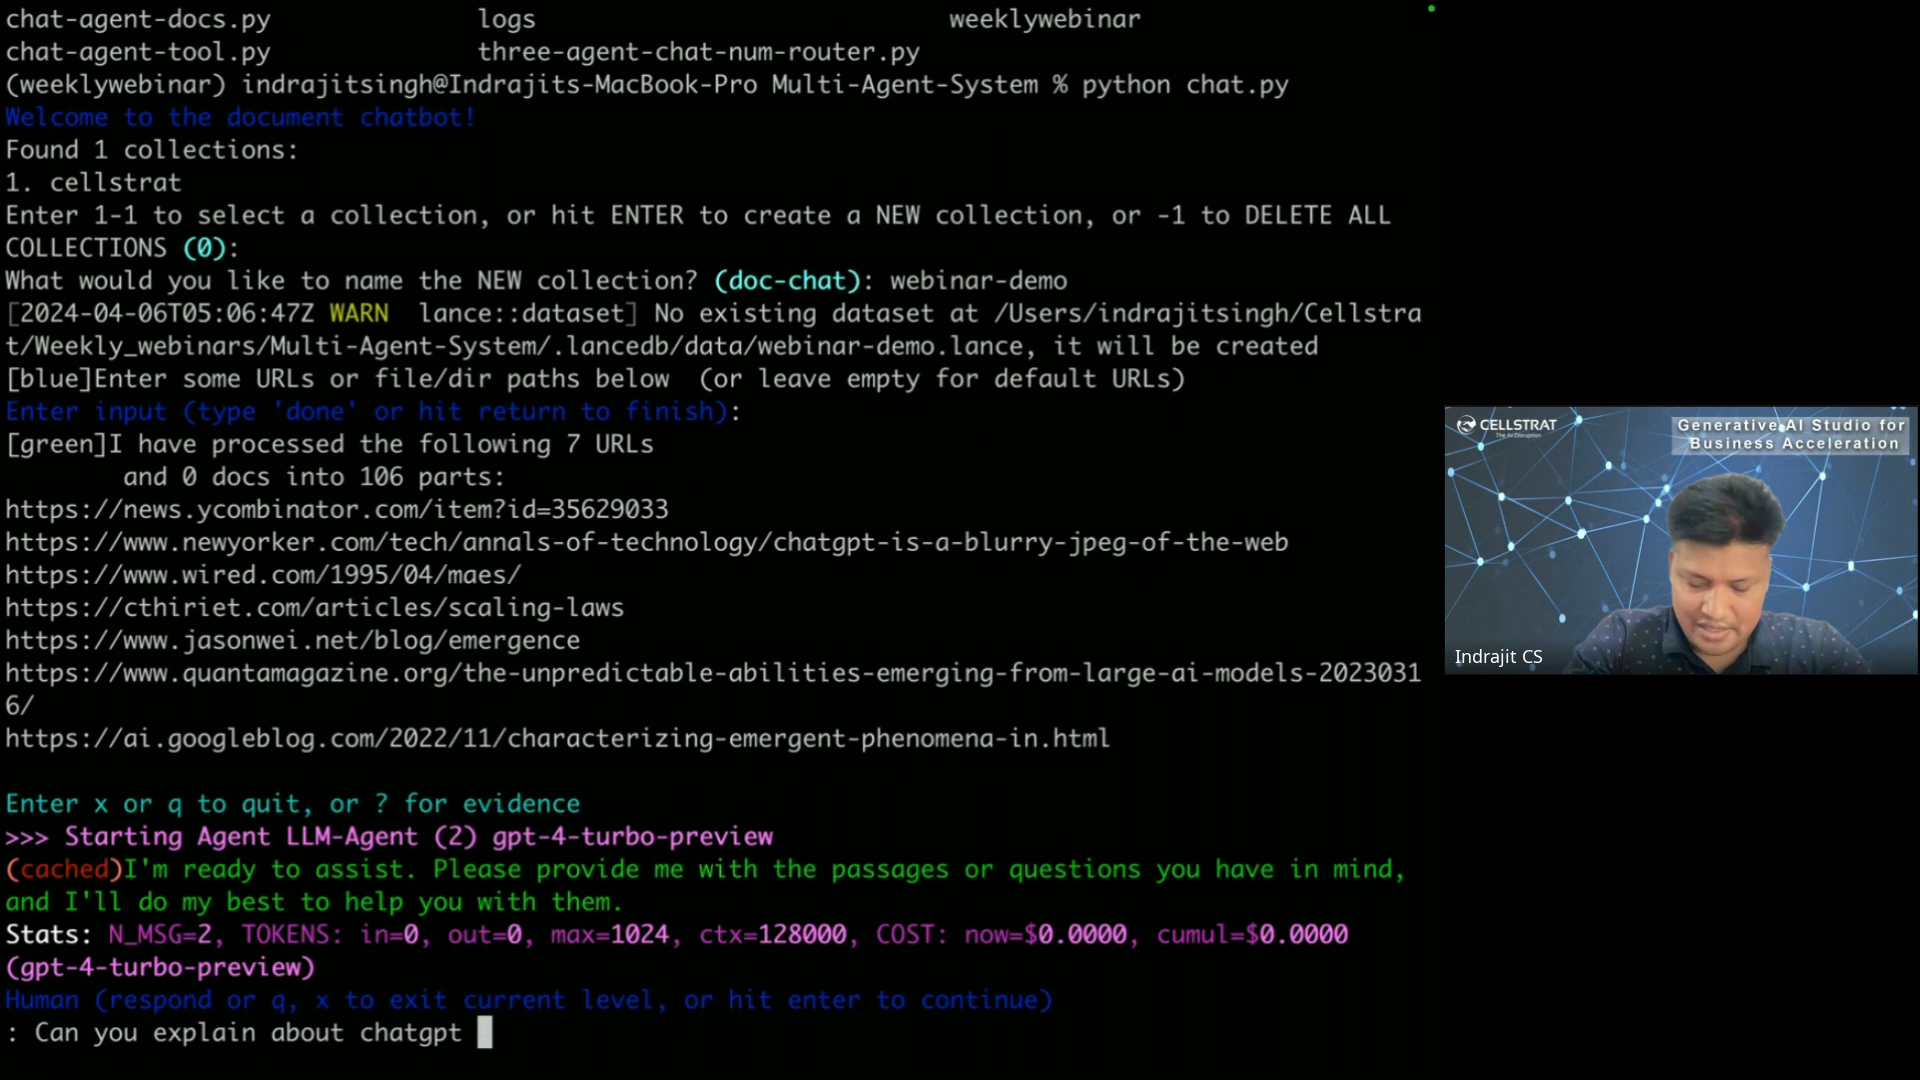 chat-agent-docs.py logs weeklywebinar
chat-agent-tool.py three-agent-chat-num-router.py
(weeklywebinar) indrajitsingh@Indrajits-MacBook-Pro Multi-Agent-System % python chat.py
Welcome to the document chatbot!
Found 1 collections:
1. cellstrat
Enter 1-1 to select a collection, or hit ENTER to create a NEW collection, or -1 to DELETE ALL
COLLECTIONS (0):
What would you like to name the NEW collection? (doc-chat): webinar-demo
[2024-04-06T05:06:47Z WARN lance::dataset] No existing dataset at /Users/indrajitsingh/Cellstra
t/Weekly_webinars/Multi-Agent-System/.lancedb/data/webinar-demo.lance, it will be created
[blue]Enter some URLs or file/dir paths below (or leave empty for default URLs)
Enter input (type 'done' or hit return to finish):
[green]I have processed the following 7 URLs
and 0 docs into 106 parts:
https://news.ycombinator.com/item?id=35629033
https://www.newyorker.com/tech/annals-of-technology/chatgpt-is-a-blurry-jpeg-of-the-web
https://www.wired.com/1995/04/maes/
https://cthiriet.com/articles/scaling-laws
https://www.jasonwei.net/blog/emergence
https://www.quantamagazine.org/the-unpredictable-abilities-emerging-from-large-ai-models-2023031
6/
https://ai.googleblog.com/2022/11/characterizing-emergent-phenomena-in.html
Enter x or q to quit, or ? for evidence
>>> Starting Agent LLM-Agent (2) gpt-4-turbo-preview
(cached)I'm ready to assist. Please provide me with the passages or questions you have in mind,
and I'll do my best to help you with them.
Stats: N_MSG=2, TOKENS: in=0, out=0, max=1024, ctx=128000, COST: now=$0.0000, cumul=$0.0000
(gpt-4-turbo-preview)
Human (respond or q, x to exit current level, or hit enter to continue)
: Can you explain about chatgpt
CELLSTRAT
The AI Disruption
Generative AI Studio for
Business Acceleration
Indrajit CS